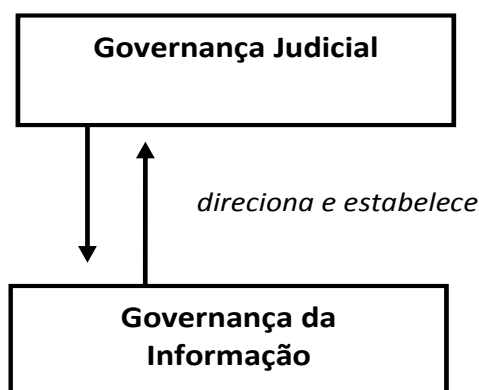 Governança Judicial
direciona e estabelece
Governança da
Informação